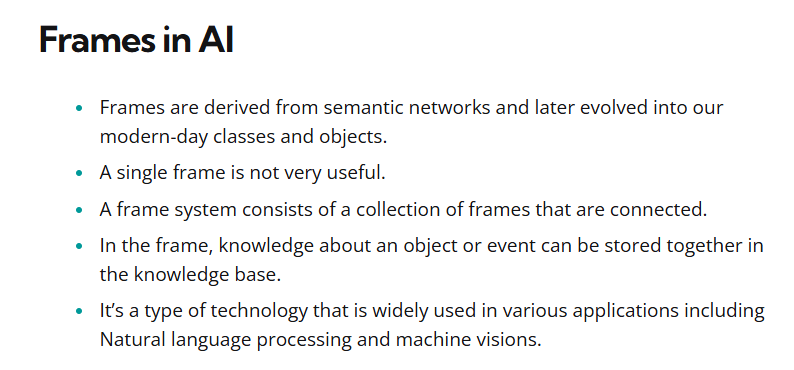 Frames in AI
Frames are derived from semantic networks and later evolved into our
modern-day classes and objects.
A single frame is not very useful.
A frame system consists of a collection of frames that are connected.
In the frame, knowledge about an object or event can be stored together in
the knowledge base.
It’s a type of technology that is widely used in various applications including
Natural language processing and machine visions.